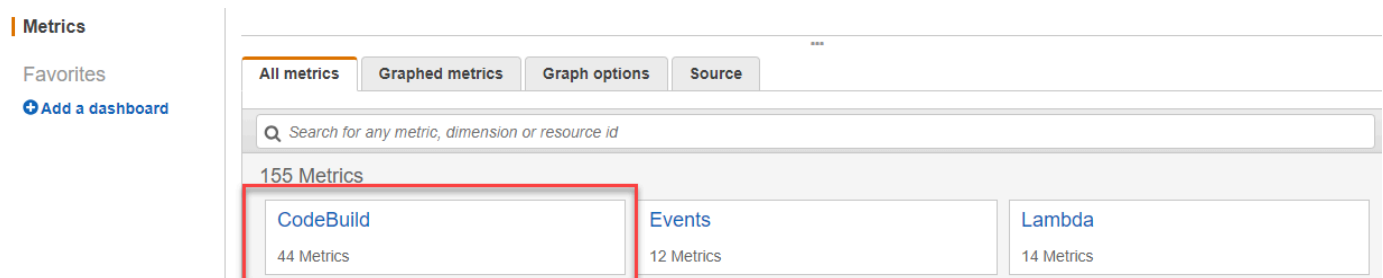 Metrics
Favorites
Add a dashboard
All metrics Graphed metrics Graph options Source
Search for any metric, dimension or resource id
155 Metrics
CodeBuild Events Lambda
44 Metrics 12 Metrics 14 Metrics